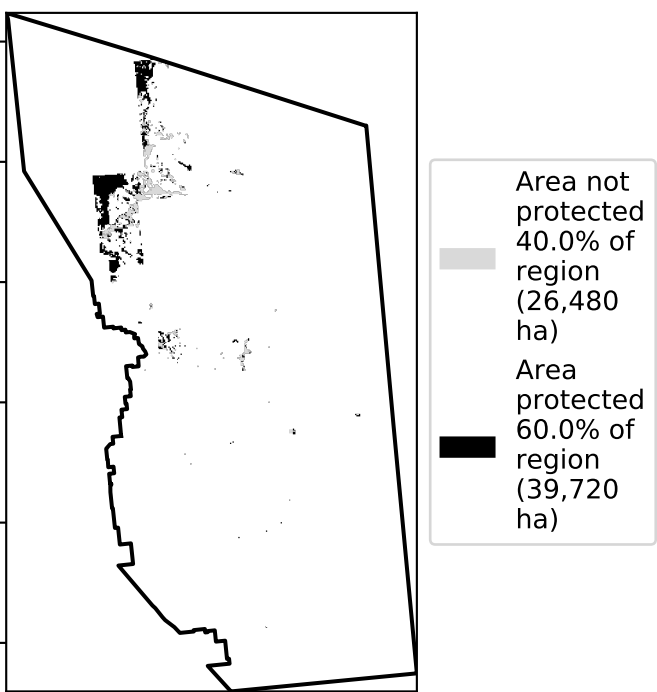 Area not
protected
40.0% of
region
(26,480
ha)
Area
protected
60.0% of
region
(39,720
ha)